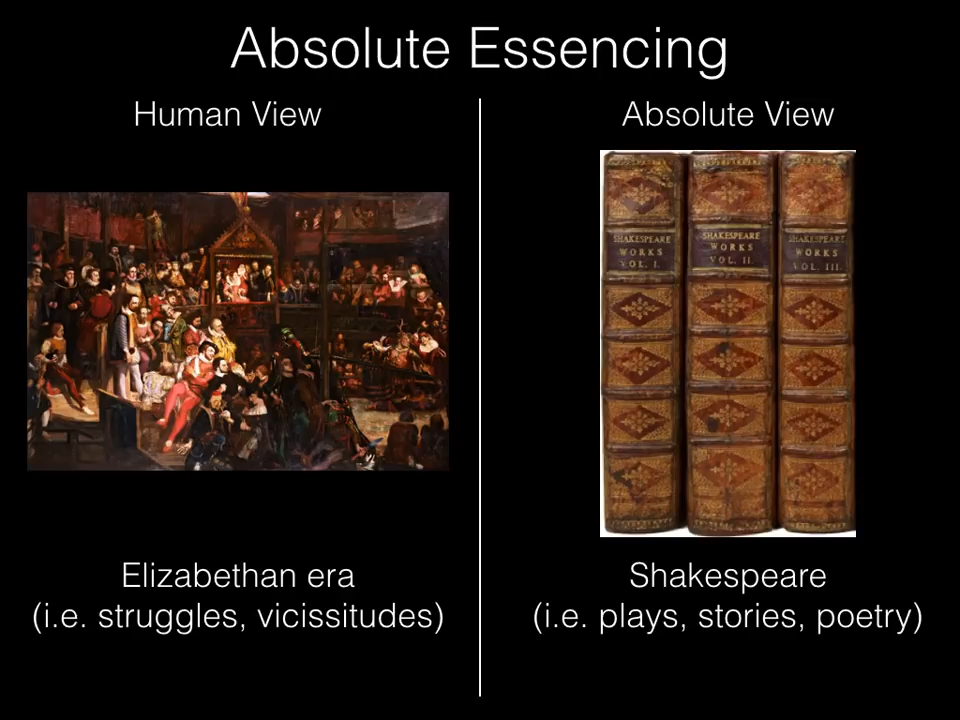 Absolute Essencing
Human View
Elizabethan era
(i.e. struggles, vicissitudes)
Absolute View
SHAKESPEARE
WORKS
VOL. I.
SHAKESPEARE
WORKS
VOL. II.
SHAKESPEARE
WORKS
VOL. III.
Shakespeare
(i.e. plays, stories, poetry)